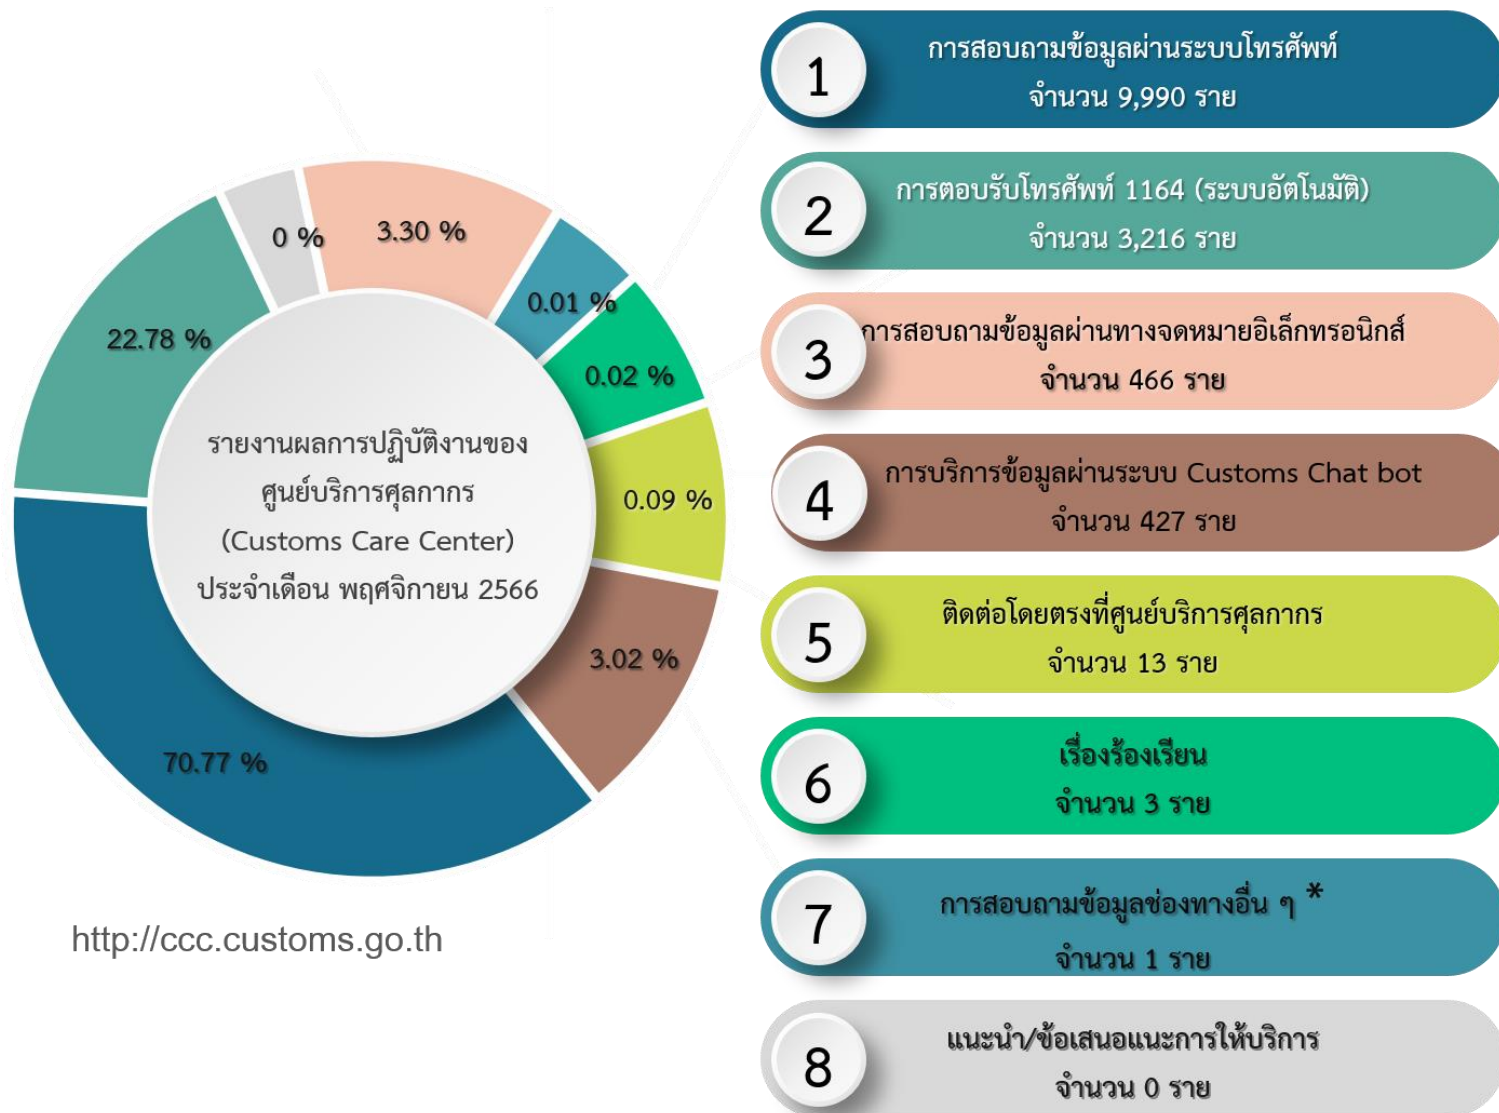 0 %
3.30 %
0.01 %
22.78 %
0.02 %
0.09 %
3.02 %
70.77 %
รายงานผลการปฏิบัติงานของ
ศูนย์บริการศุลกากร
(Customs Care Center)
ประจำเดือน พฤศจิกายน 2566
http://ccc.customs.go.th
1
การสอบถามข้อมูลผ่านระบบโทรศัพท์
จำนวน 9,990 ราย
2
การตอบรับโทรศัพท์ 1164 (ระบบอัตโนมัติ)
จำนวน 3,216 ราย
3
การสอบถามข้อมูลผ่านทางจดหมายอิเล็กทรอนิกส์
จำนวน 466 ราย
4
การบริการข้อมูลผ่านระบบ Customs Chat bot
จำนวน 427 ราย
5
ติดต่อโดยตรงที่ศูนย์บริการศุลกากร
จำนวน 13 ราย
6
เรื่องร้องเรียน
จำนวน 3 ราย
7
การสอบถามข้อมูลช่องทางอื่น ๆ *
จำนวน 1 ราย
8
แนะนำ/ข้อเสนอแนะการให้บริการ
จำนวน 0 ราย